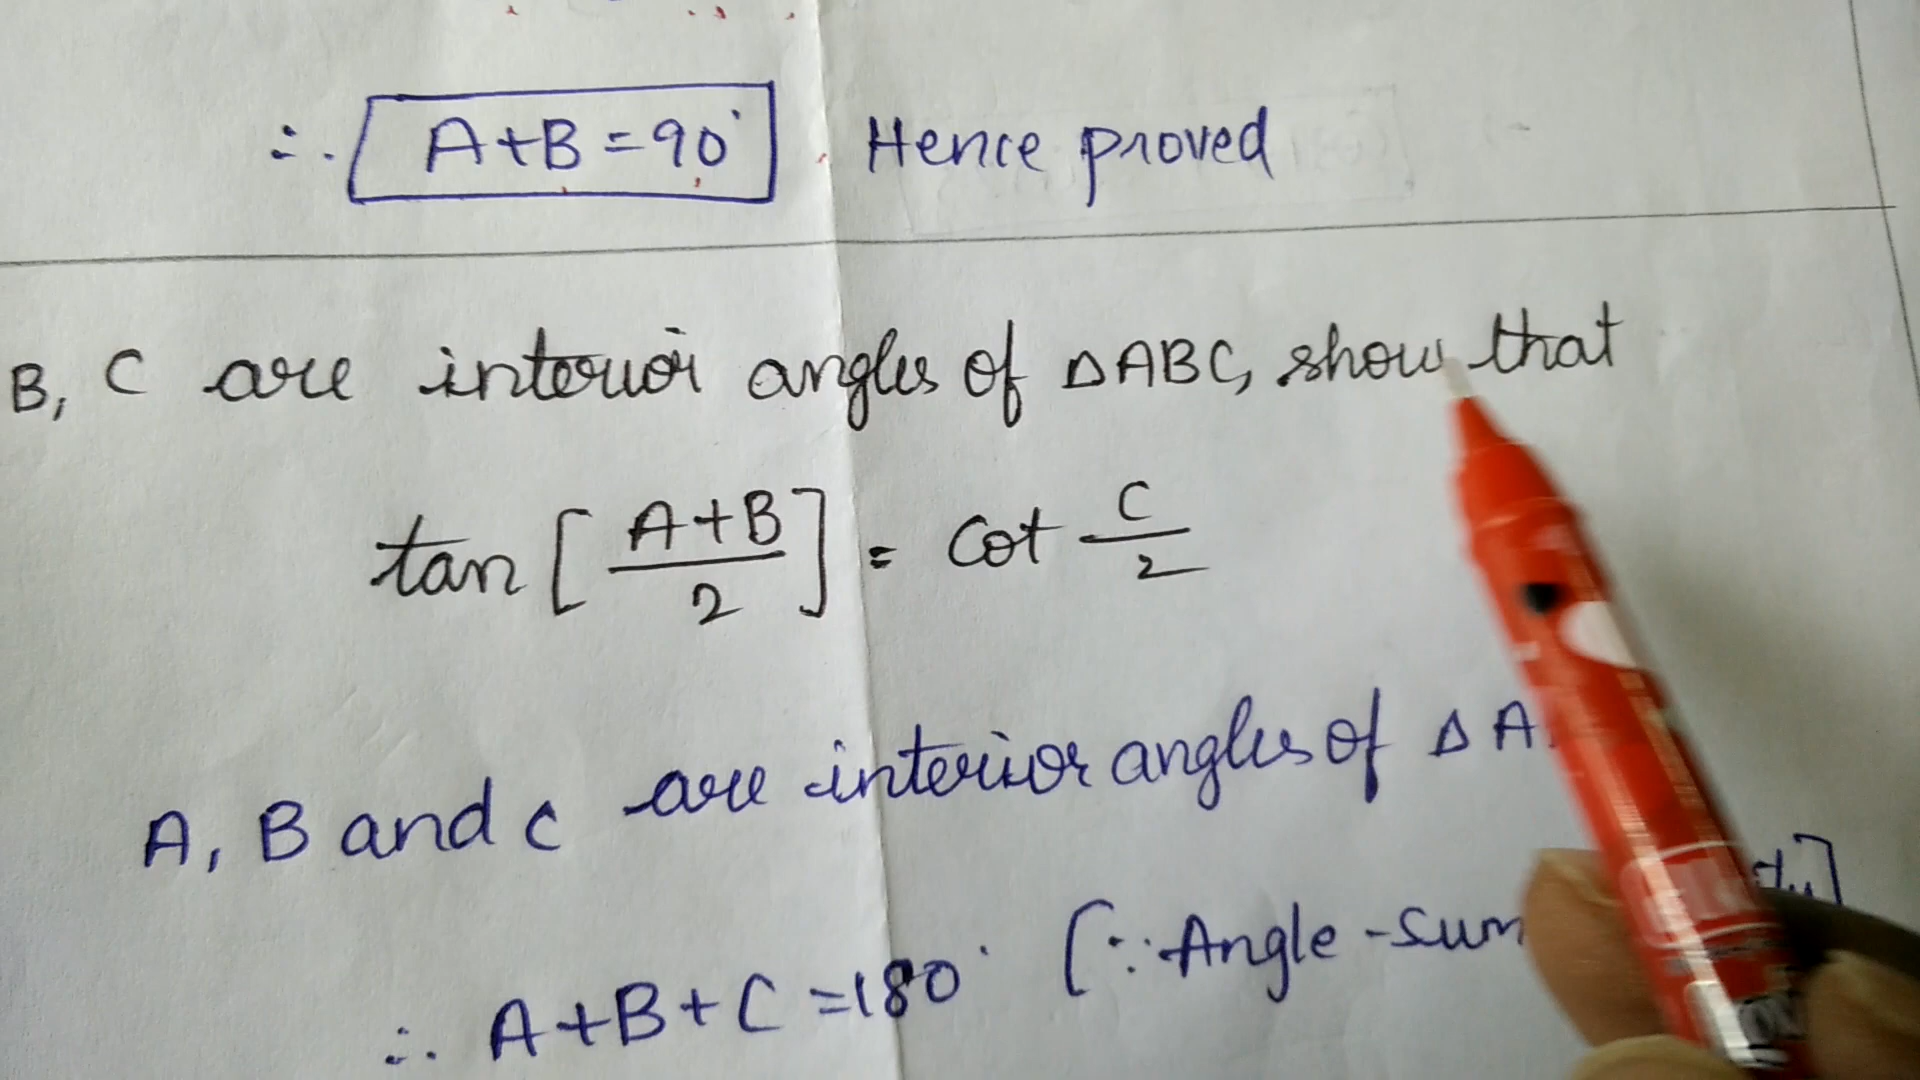 ∴ A+B=90° Hence proved
B, C are interior angles of ΔABC, show that
tan [A+B/2] = cot C/2
A, B and C are interior angles of Δ A
∴ A+B+C=180° [∵ Angle-sum